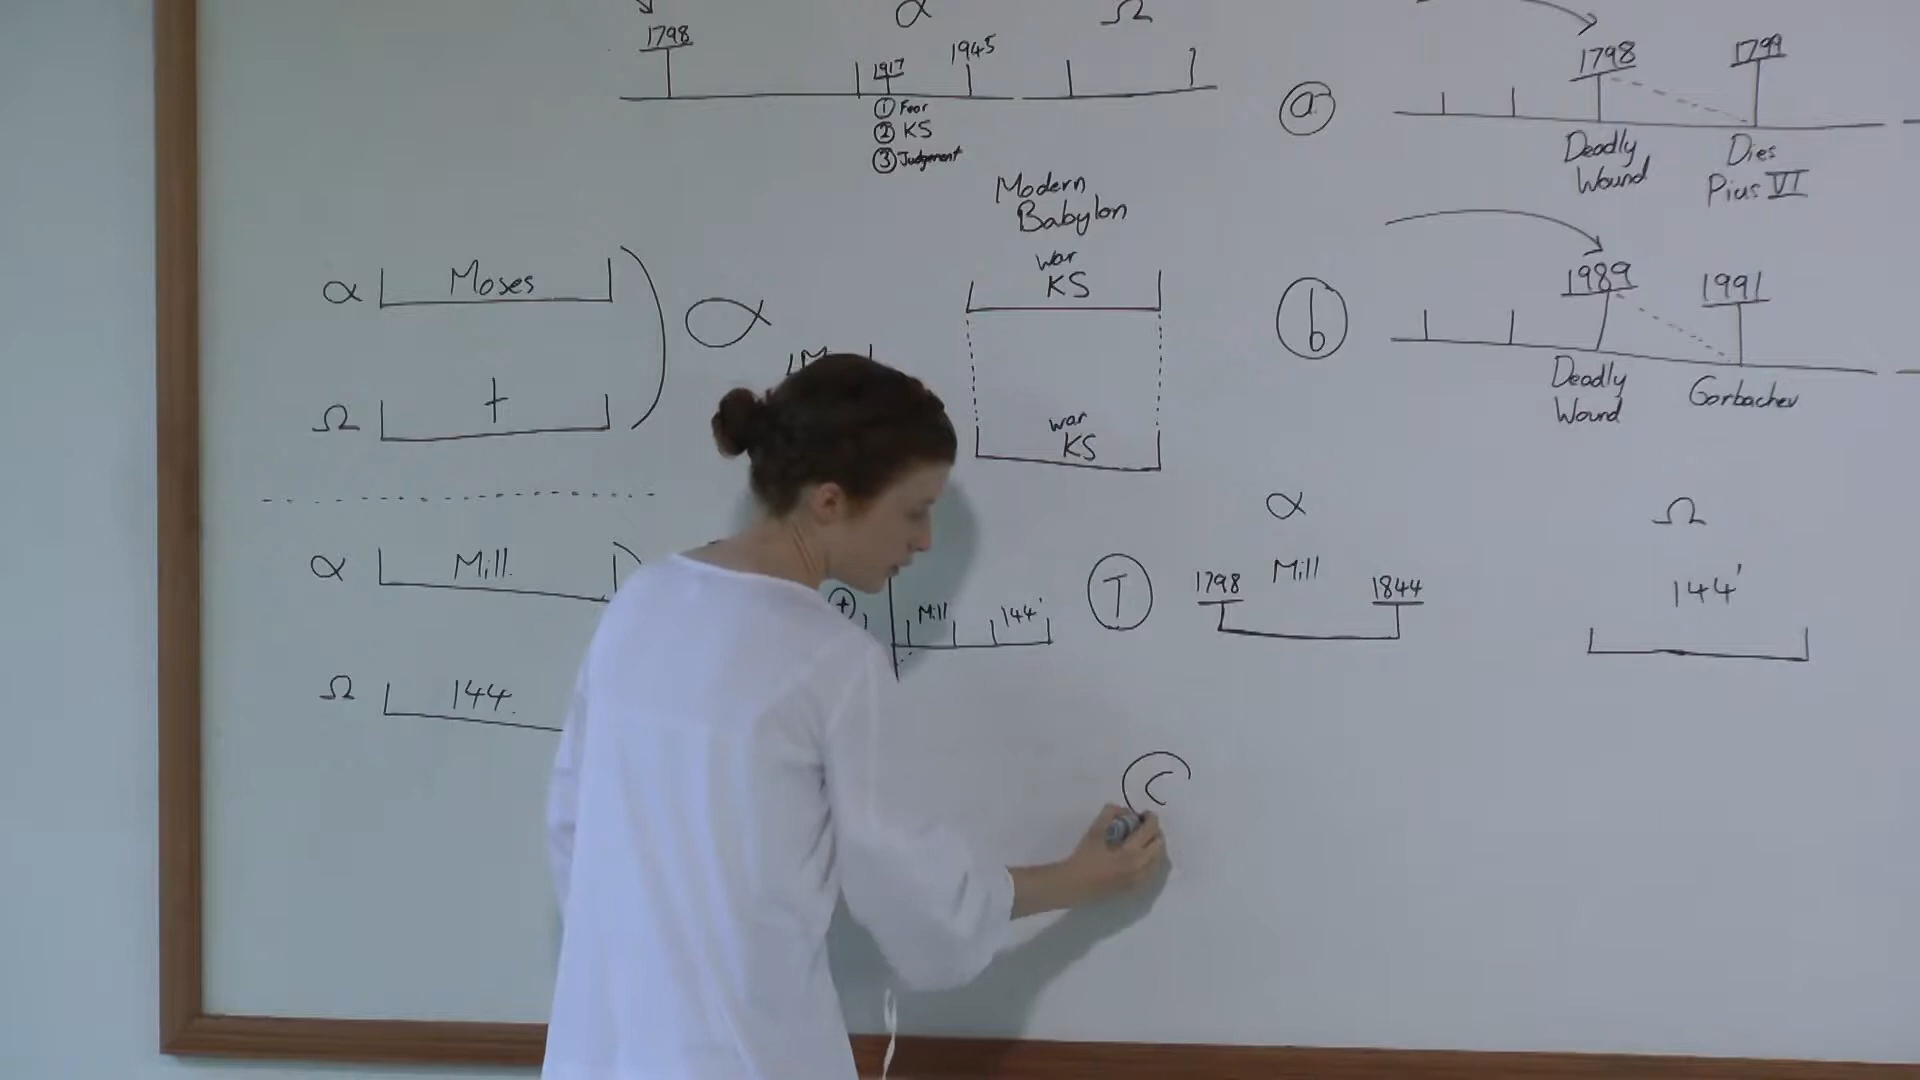 α
Ω
1798
1917
1945
① Fear
② KS
③ Judgement
ⓐ
1798
1799
Deadly
Wound
Dies
Pius VI
Modern
Babylon
war
KS
war
KS
ⓑ
1989
1991
Deadly
Wound
Gorbachev
α
Moses
α
Ω
α
Mill.
Ω
144.
Mill
144'
Ⓣ
α
Mill
1798
1844
Ω
144'
C